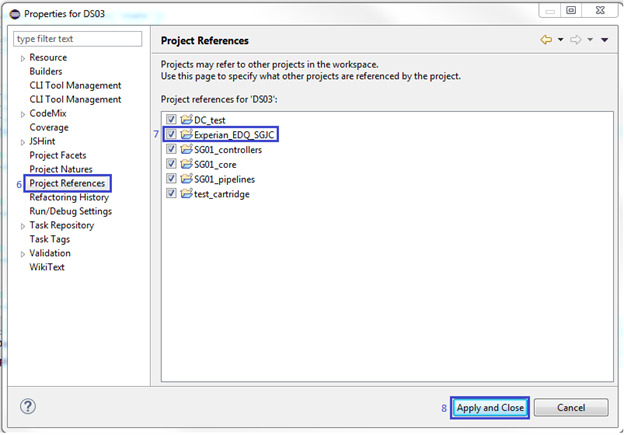 Properties for DS03
type filter text
Resource
Builders
CLI Tool Management
CLI Tool Management
CodeMix
Coverage
JSHint
Project Facets
Project Natures
6 Project References
Refactoring History
Run/Debug Settings
Task Repository
Task Tags
Validation
WikiText
Project References
Projects may refer to other projects in the workspace.
Use this page to specify what other projects are referenced by the project.
Project references for 'DS03':
DC_test
7 Experian_EDQ_SGJC
SG01_controllers
SG01_core
SG01_pipelines
test_cartridge
8 Apply and Close
Cancel